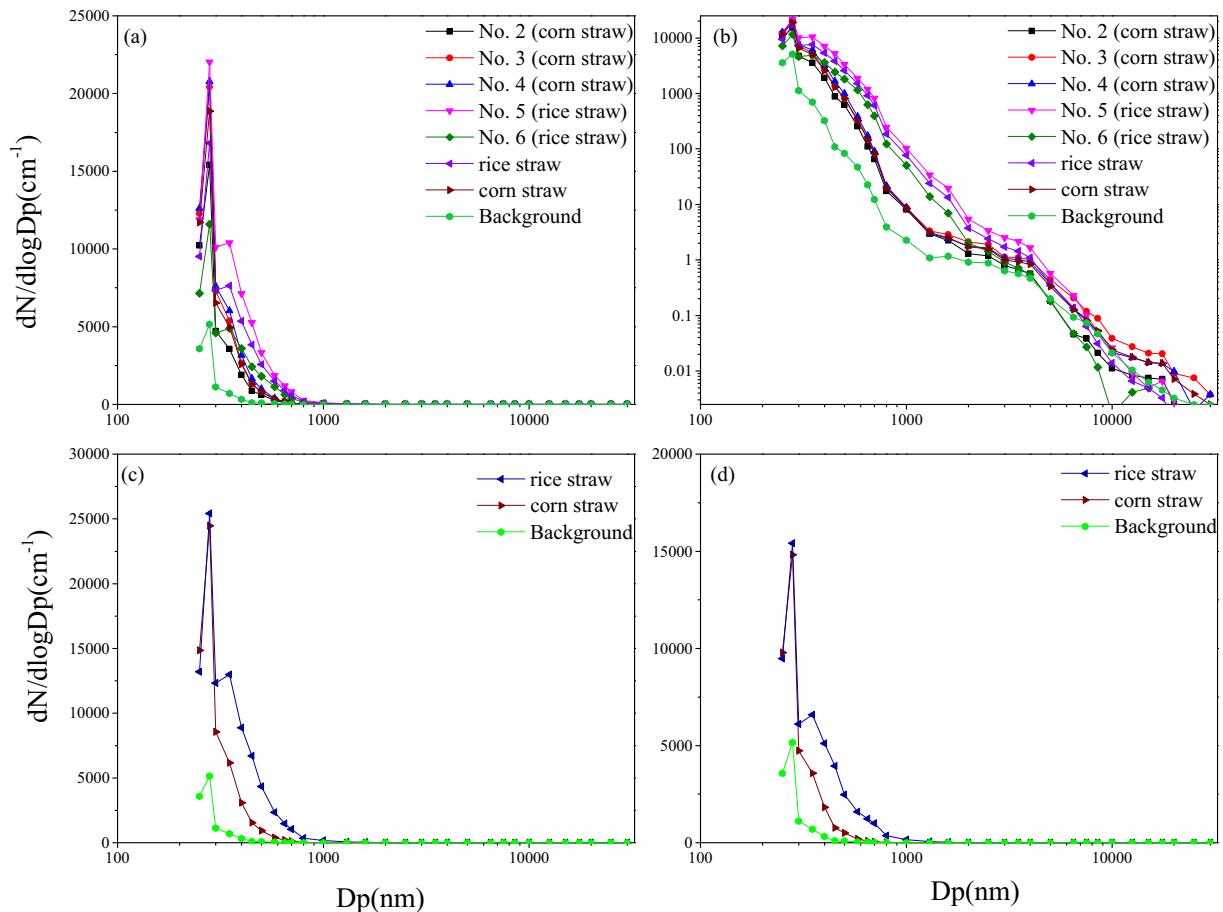 (a)
No. 2 (corn straw)
No. 3 (corn straw)
No. 4 (corn straw)
No. 5 (rice straw)
No. 6 (rice straw)
rice straw
corn straw
Background
25000
20000
15000
10000
5000
0
100
1000
10000
dN/dlogDp(cm⁻¹)
(b)
No. 2 (corn straw)
No. 3 (corn straw)
No. 4 (corn straw)
No. 5 (rice straw)
No. 6 (rice straw)
rice straw
corn straw
Background
10000
1000
100
10
1
0.1
0.01
100
1000
10000
(c)
rice straw
corn straw
Background
30000
25000
20000
15000
10000
5000
0
100
1000
10000
dN/dlogDp(cm⁻¹)
Dp(nm)
(d)
rice straw
corn straw
Background
20000
15000
10000
5000
0
100
1000
10000
Dp(nm)